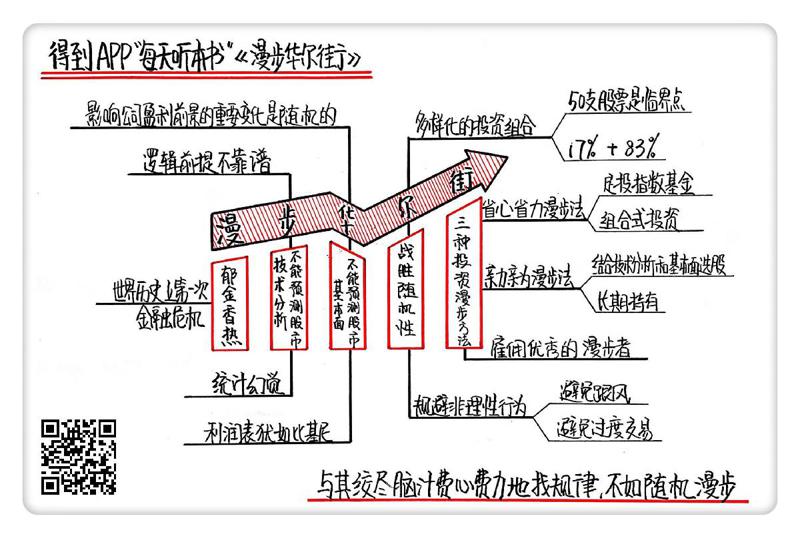 得到APP“每天听本书”《漫步华尔街》
影响公司盈利前景的重要变化是随机的
逻辑前提不靠谱
多样化的投资组合
50支股票是临界点
17% + 83%
漫步华尔街
省心省力漫步法
定投指数基金
组合式投资
世界历史上第一次
金融危机
郁金香热
技术分析
不能预测股市
基本面
不能预测股市
战胜随机性
三种投资漫步方法
亲力亲为漫步法
结合技术分析和基本面选股
长期持有
雇佣优秀的漫步者
统计幻觉
利润表犹如比基尼
规避非理性行为
避免跟风
避免过度交易
与其绞尽脑汁费心费力地找规律,不如随机漫步